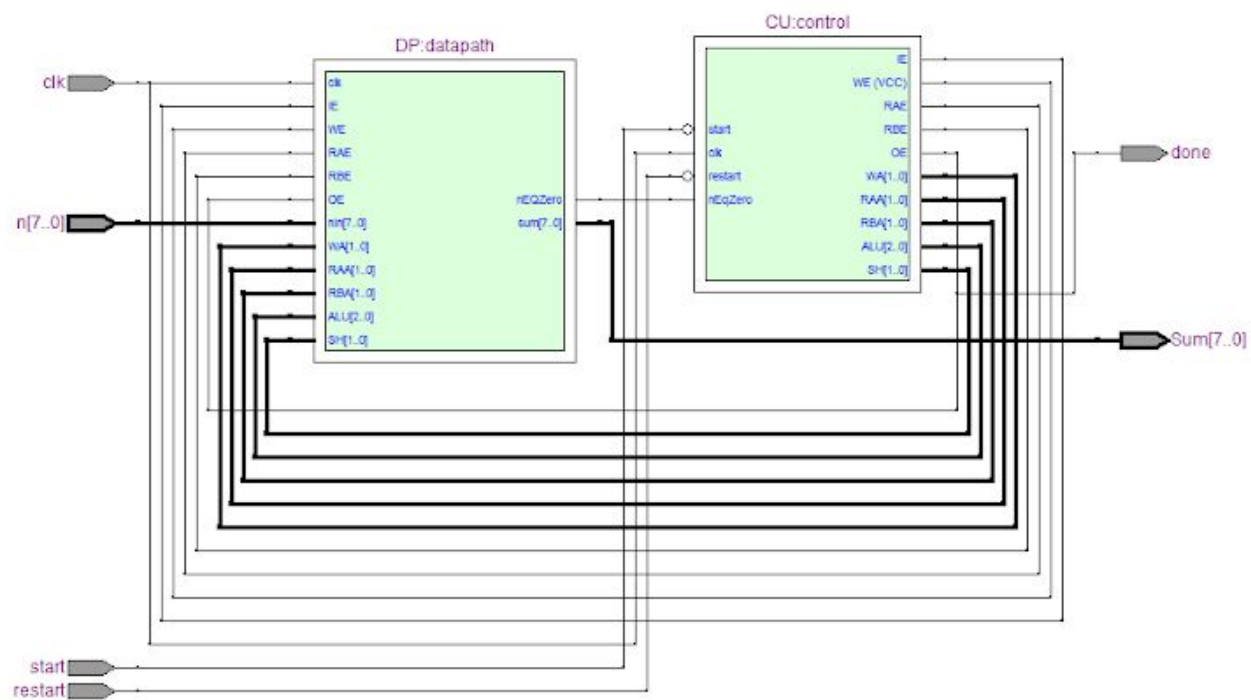 CU:control
DP:datapath
clk
n[7..0]
start
restart
clk
IE
WE
RAE
RBE
OE
nin[7..0]
WA[1..0]
RAA[1..0]
RBA[1..0]
ALU[2..0]
SH[1..0]
nEQZero
sum[7..0]
start
clk
restart
nEqZero
IE
WE (VCC)
RAE
RBE
OE
WA[1..0]
RAA[1..0]
RBA[1..0]
ALU[2..0]
SH[1..0]
done
Sum[7..0]